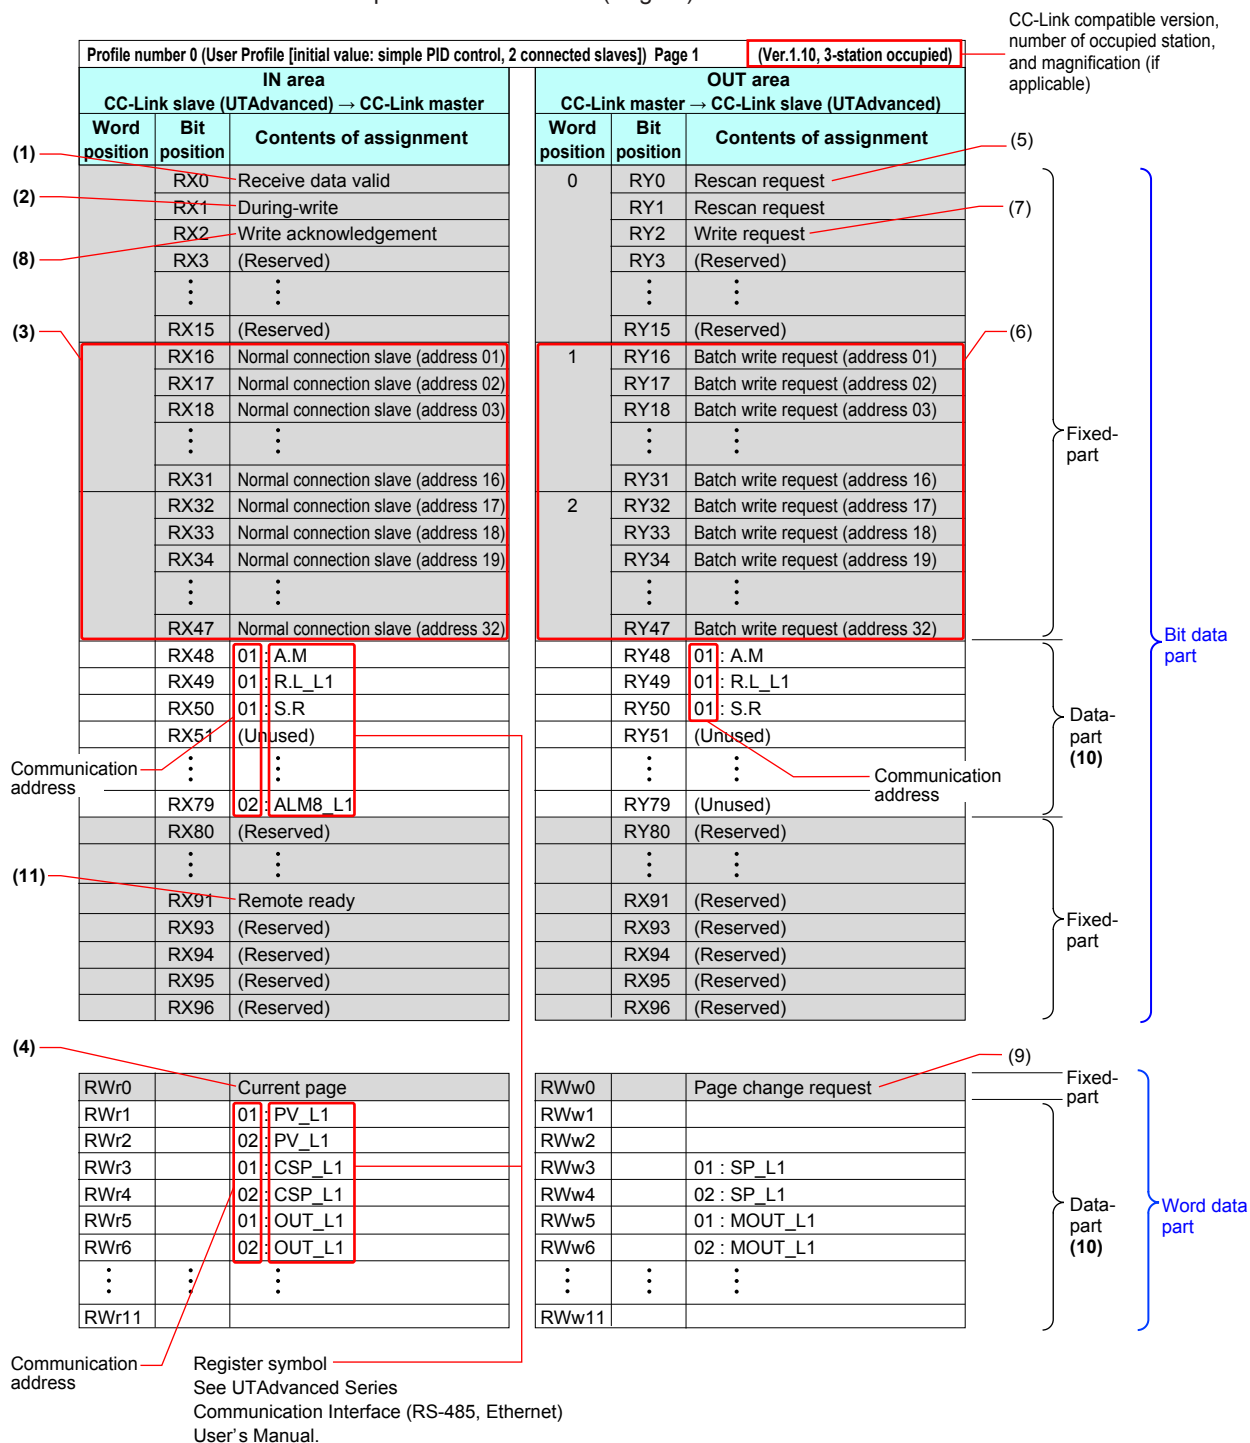 CC-Link compatible version,
number of occupied station,
and magnification (if
applicable)
Profile number 0 (User Profile [initial value: simple PID control, 2 connected slaves]) Page 1 (Ver.1.10, 3-station occupied)
IN area
CC-Link slave (UTAdvanced) → CC-Link master
OUT area
CC-Link master → CC-Link slave (UTAdvanced)
Word position Bit position Contents of assignment
Word position Bit position Contents of assignment
(1) (5)
RX0 Receive data valid 0 RY0 Rescan request
(2) RX1 During-write RY1 Rescan request (7)
RX2 Write acknowledgement RY2 Write request
(8) RX3 (Reserved) RY3 (Reserved)
RX15 (Reserved) RY15 (Reserved)
(3) (6)
RX16 Normal connection slave (address 01) 1 RY16 Batch write request (address 01)
RX17 Normal connection slave (address 02) RY17 Batch write request (address 02)
RX18 Normal connection slave (address 03) RY18 Batch write request (address 03)
Fixed-
part
RX31 Normal connection slave (address 16) RY31 Batch write request (address 16)
RX32 Normal connection slave (address 17) 2 RY32 Batch write request (address 17)
RX33 Normal connection slave (address 18) RY33 Batch write request (address 18)
RX34 Normal connection slave (address 19) RY34 Batch write request (address 19)
RX47 Normal connection slave (address 32) RY47 Batch write request (address 32)
Bit data
part
RX48 01 : A.M RY48 01 : A.M
RX49 01 : R.L_L1 RY49 01 : R.L_L1
RX50 01 : S.R RY50 01 : S.R
RX51 (Unused) RY51 (Unused)
Data-
part
(10)
Communication
address
Communication
address
RX79 02 : ALM8_L1 RY79 (Unused)
RX80 (Reserved) RY80 (Reserved)
(11)
RX91 Remote ready RX91 (Reserved)
RX93 (Reserved) RX93 (Reserved)
RX94 (Reserved) RX94 (Reserved)
RX95 (Reserved) RX95 (Reserved)
RX96 (Reserved) RX96 (Reserved)
Fixed-
part
(4) (9)
RWr0 Current page RWw0 Page change request
Fixed-
part
RWr1 01 : PV_L1 RWw1
RWr2 02 : PV_L1 RWw2
RWr3 01 : CSP_L1 RWw3 01 : SP_L1
RWr4 02 : CSP_L1 RWw4 02 : SP_L1
RWr5 01 : OUT_L1 RWw5 01 : MOUT_L1
RWr6 02 : OUT_L1 RWw6 02 : MOUT_L1
Data-
part
(10)
Word data
part
RWr11 RWw11
Communication
address
Register symbol
See UTAdvanced Series
Communication Interface (RS-485, Ethernet)
User's Manual.